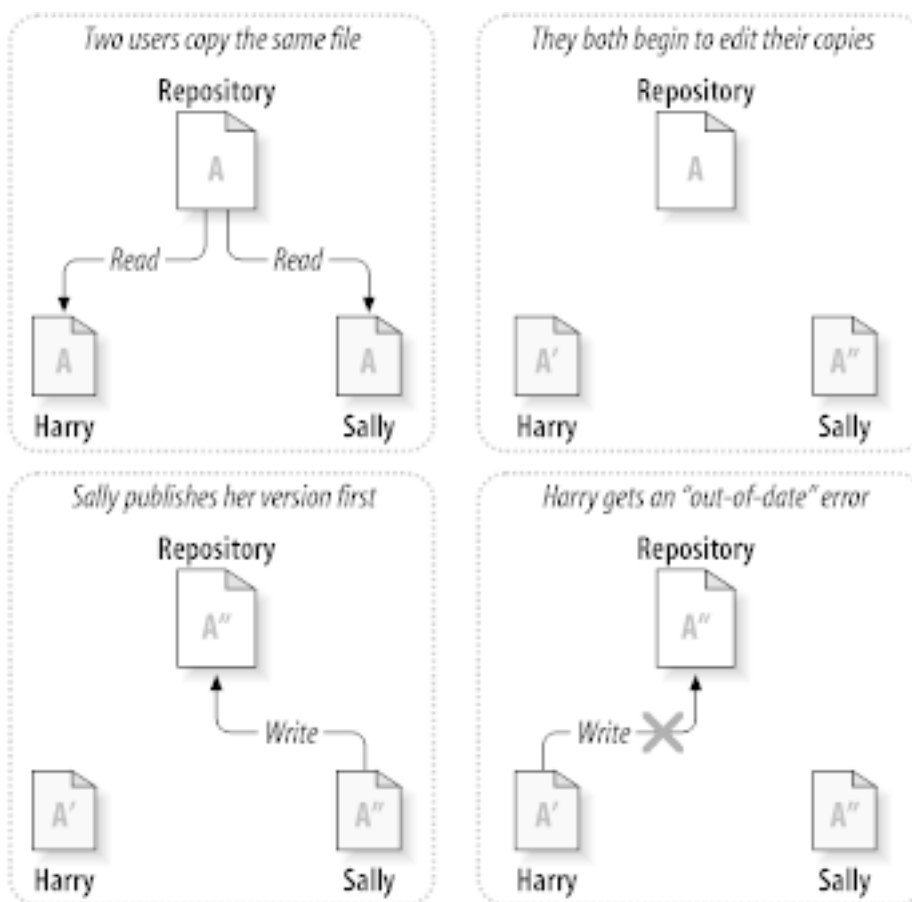 Two users copy the same file
Repository
A
Read
Read
A
A
Harry
Sally
They both begin to edit their copies
Repository
A
A'
A"
Harry
Sally
Sally publishes her version first
Repository
A"
Write
A'
A"
Harry
Sally
Harry gets an “out-of-date” error
Repository
A"
Write
A'
A"
Harry
Sally